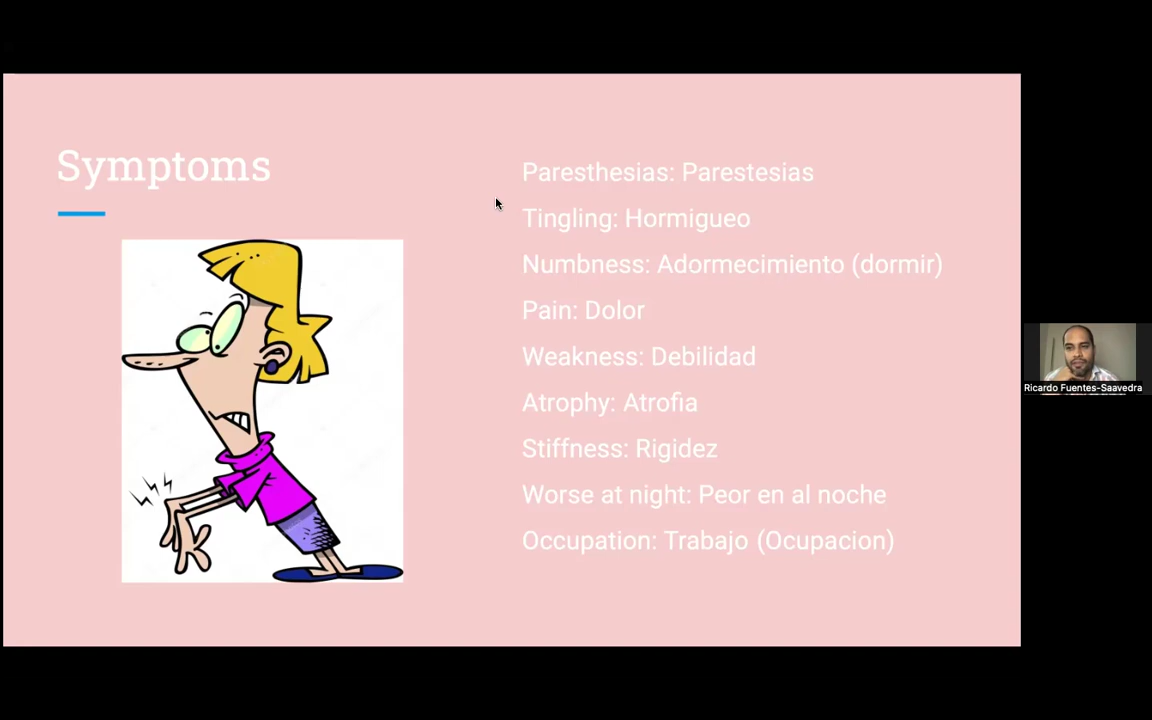 Symptoms
Paresthesias: Parestesias
Tingling: Hormigueo
Numbness: Adormecimiento (dormir)
Pain: Dolor
Weakness: Debilidad
Atrophy: Atrofia
Stiffness: Rigidez
Worse at night: Peor en al noche
Occupation: Trabajo (Ocupacion)
Ricardo Fuentes-Saavedra